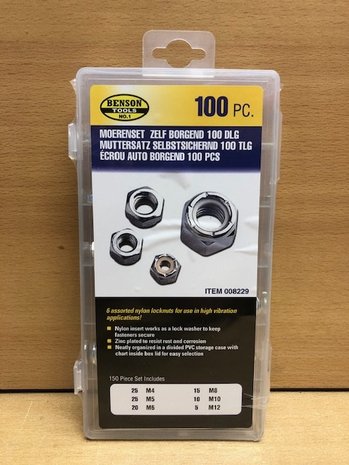 BENSON
TOOLS
NO.1
100 PC.
MOERENSET ZELF BORGEND 100 DLG
MUTTERSATZ SELBSTSICHERND 100 TLG
ÉCROU AUTO BORGEND 100 PCS
ITEM 008229
6 assorted nylon locknuts for use in high vibration
applications!
• Nylon insert works as a lock washer to keep
fasteners secure
• Zinc plated to resist rust and corrosion
• Neatly organized in a divided PVC storage case with
chart inside box lid for easy selection
150 Piece Set Includes
25 M4 15 M8
25 M5 10 M10
20 M6 5 M12